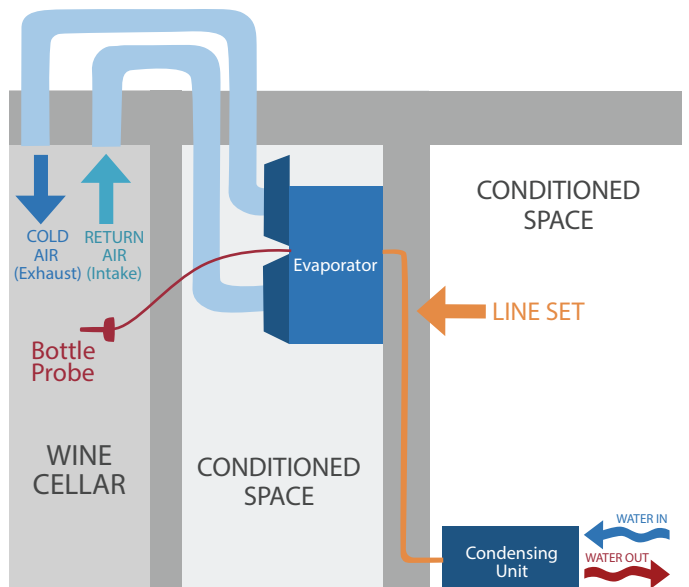 CONDITIONED
SPACE
COLD
AIR
(Exhaust)
RETURN
AIR
(Intake)
Evaporator
LINE SET
Bottle
Probe
WINE
CELLAR
CONDITIONED
SPACE
Condensing
Unit
WATER IN
WATER OUT